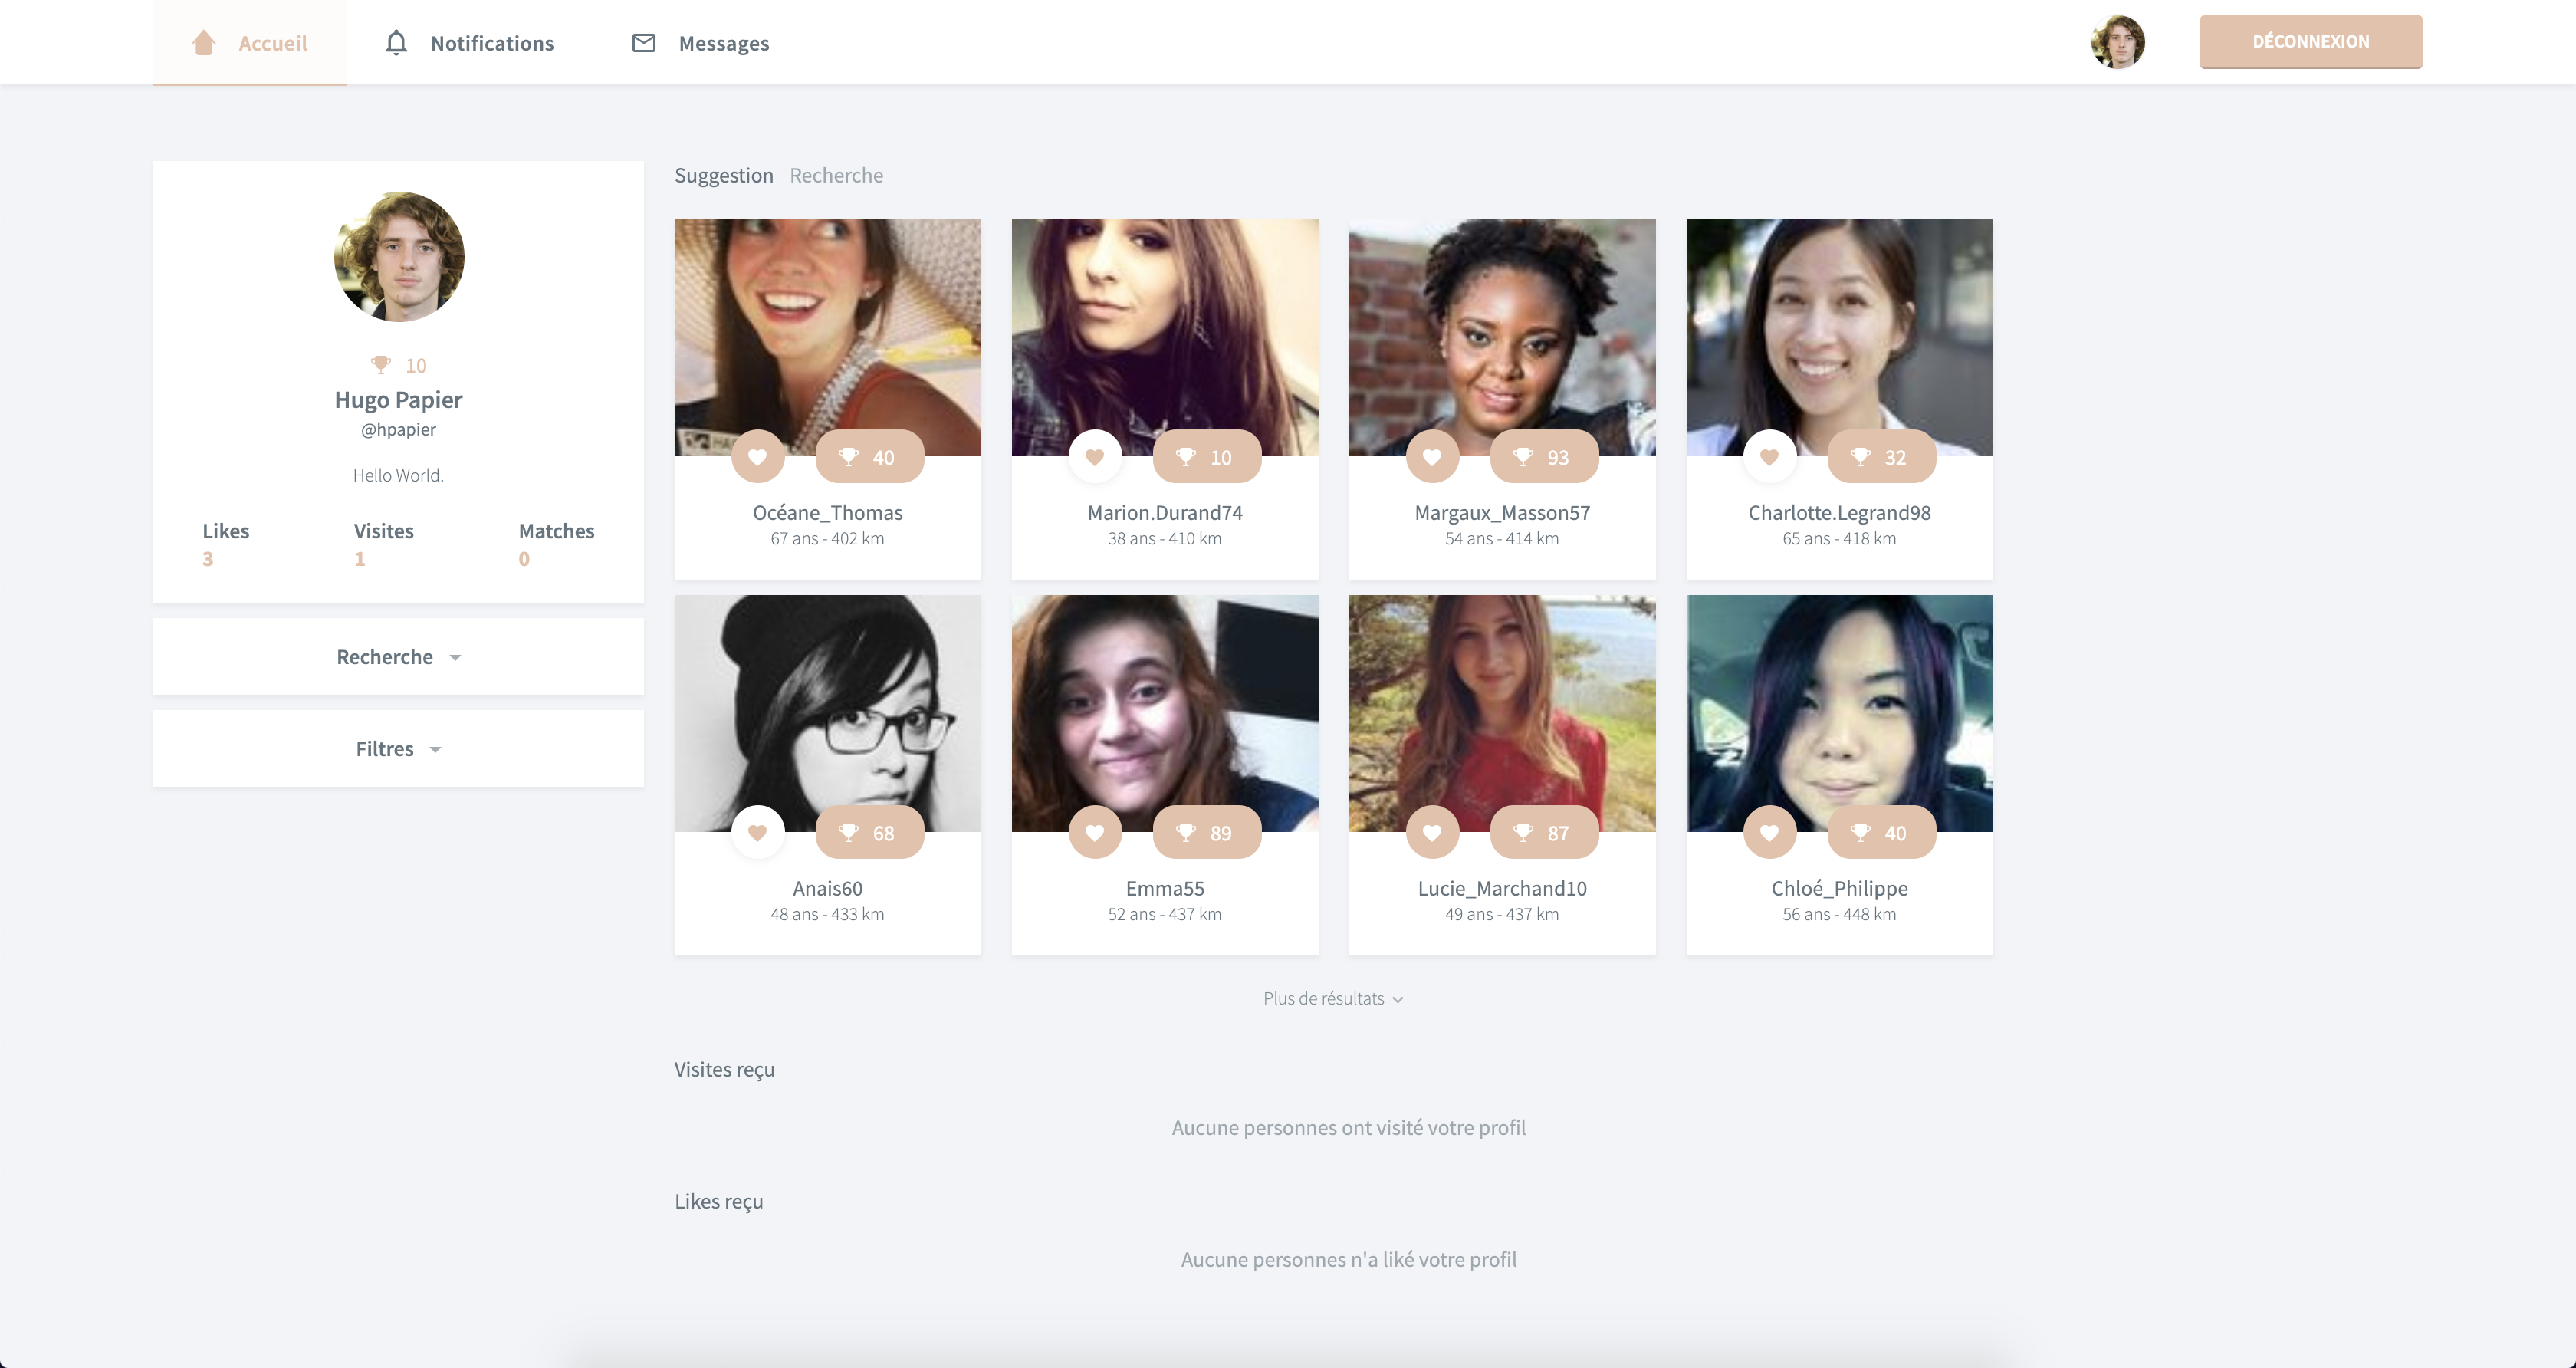 Accueil
Notifications
Messages
DÉCONNEXION
10
Hugo Papier
@hpapier
Hello World.
Likes
3
Visites
1
Matches
0
Recherche
Filtres
Suggestion Recherche
40
Océane_Thomas
67 ans - 402 km
10
Marion.Durand74
38 ans - 410 km
93
Margaux_Masson57
54 ans - 414 km
32
Charlotte.Legrand98
65 ans - 418 km
68
Anais60
48 ans - 433 km
89
Emma55
52 ans - 437 km
87
Lucie_Marchand10
49 ans - 437 km
40
Chloé_Philippe
56 ans - 448 km
Plus de résultats
Visites reçu
Aucune personnes ont visité votre profil
Likes reçu
Aucune personnes n'a liké votre profil